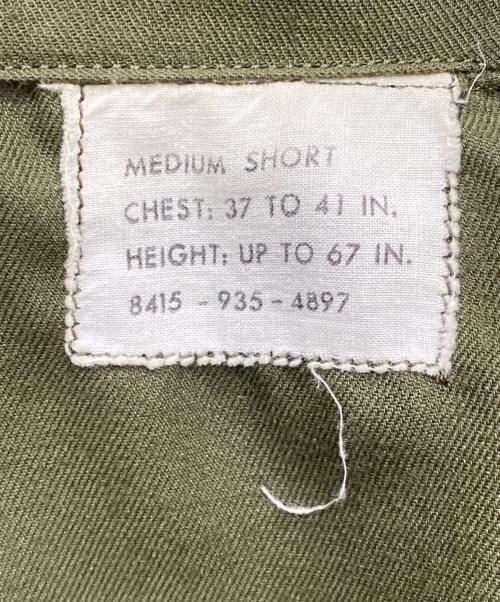 MEDIUM SHORT
CHEST: 37 TO 41 IN.
HEIGHT: UP TO 67 IN.
8415 - 935 - 4897